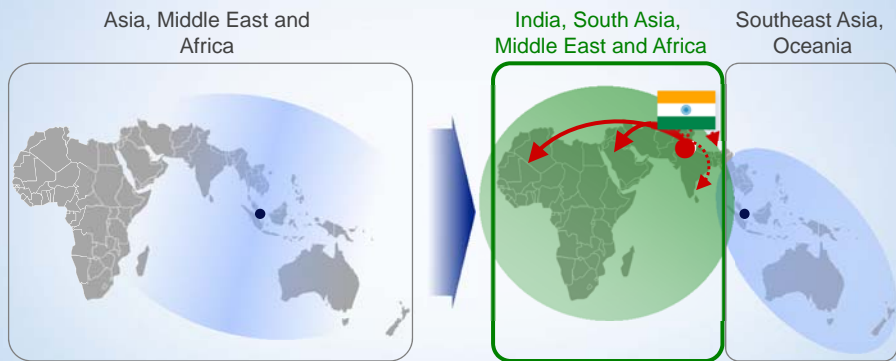 Asia, Middle East and
Africa
India, South Asia,
Middle East and Africa
Southeast Asia,
Oceania